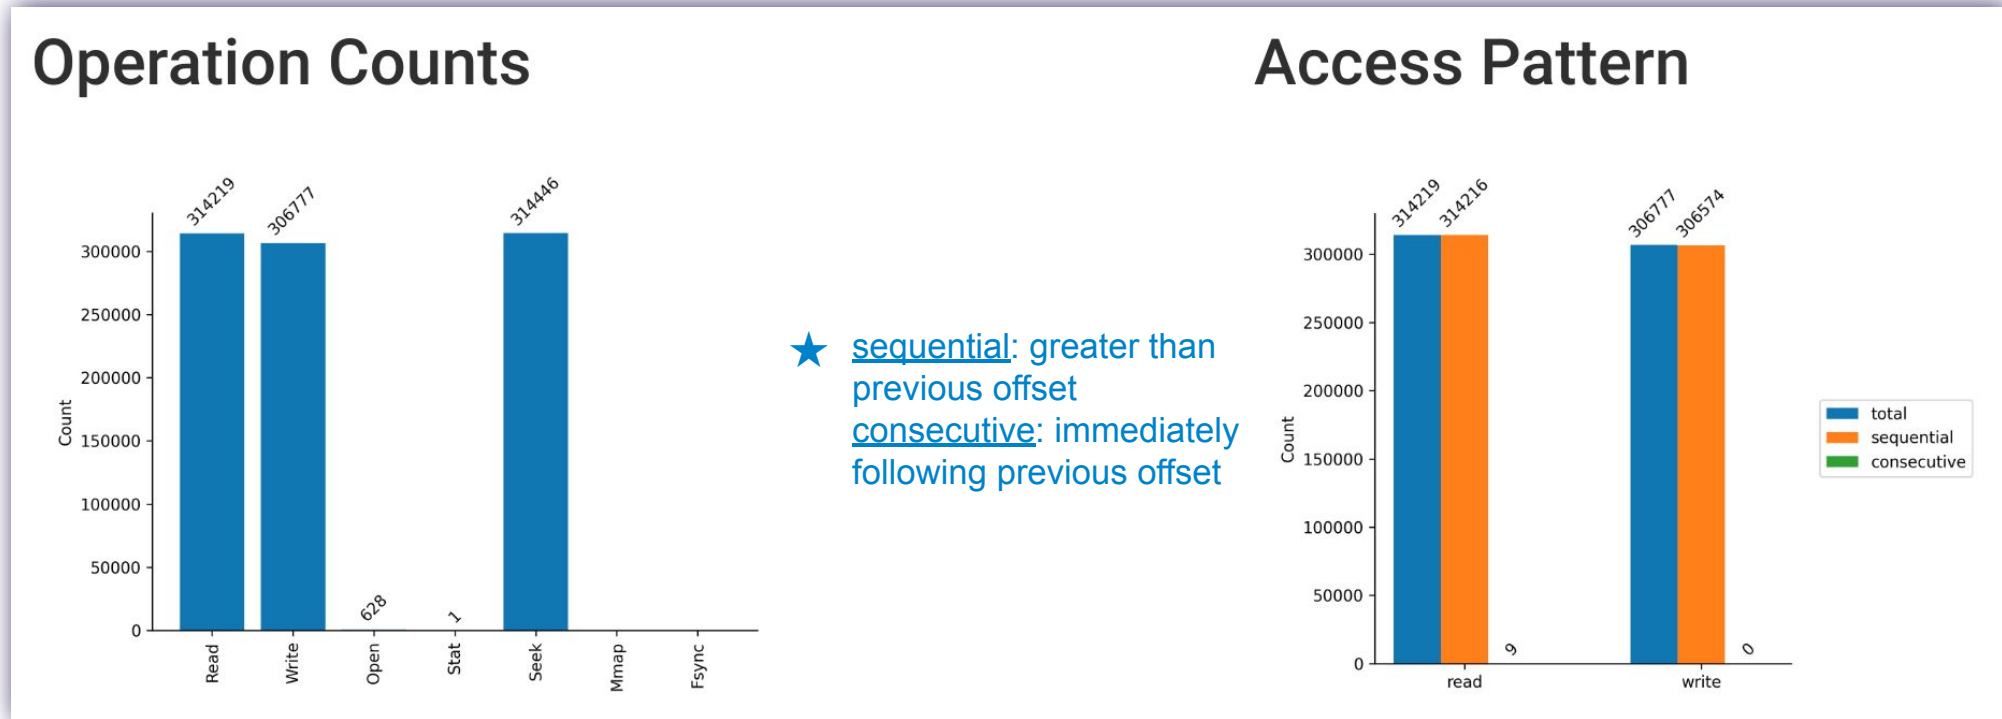 Operation Counts
Access Pattern
314219
306777
628
1
314446
300000
250000
200000
150000
100000
50000
0
Count
Read
Write
Open
Stat
Seek
Mmap
Fsync
★ sequential: greater than
previous offset
consecutive: immediately
following previous offset
314219
314216
9
306777
306574
0
300000
250000
200000
150000
100000
50000
0
Count
read
write
total
sequential
consecutive